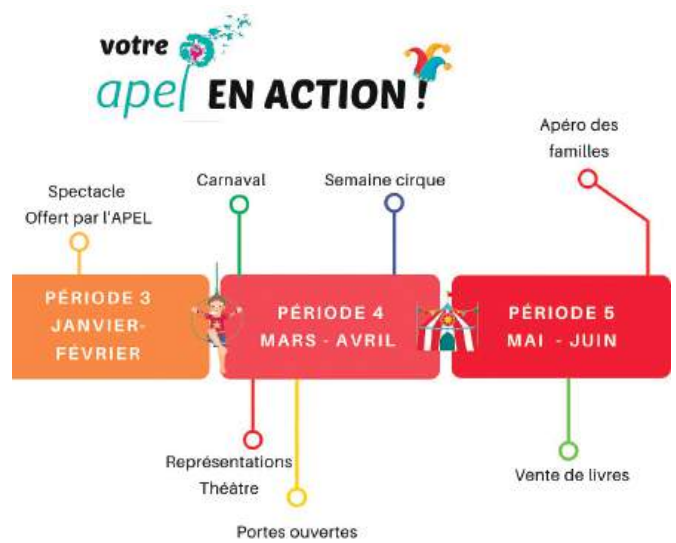 votre
apel EN ACTION !
Apéro des
familles
Carnaval
Semaine cirque
Spectacle
Offert par l'APEL
PÉRIODE 3
JANVIER-
FÉVRIER
PÉRIODE 4
MARS - AVRIL
PÉRIODE 5
MAI - JUIN
Représentations
Théâtre
Vente de livres
Portes ouvertes